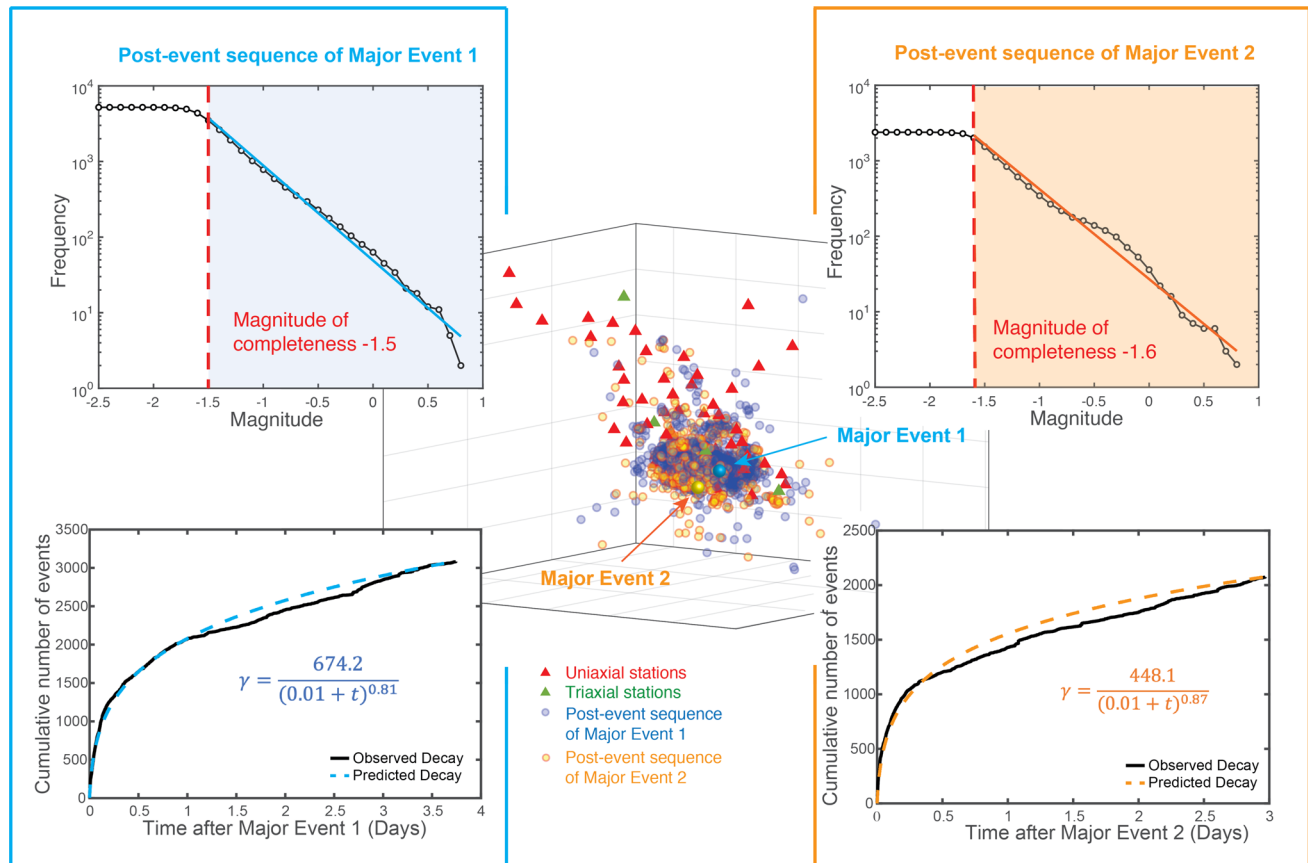 Post-event sequence of Major Event 1
10^4
10^3
10^2
10^1
10^0
Frequency
Magnitude of
completeness -1.5
-2.5 -2 -1.5 -1 -0.5 0 0.5 1
Magnitude
Post-event sequence of Major Event 2
10^4
10^3
10^2
10^1
10^0
Frequency
Magnitude of
completeness -1.6
-2.5 -2 -1.5 -1 -0.5 0 0.5 1
Magnitude
Major Event 1
Major Event 2
3500
3000
2500
2000
1500
1000
500
0
Cumulative number of events
γ = 674.2 / (0.01 + t)^0.81
Observed Decay
Predicted Decay
0 0.5 1 1.5 2 2.5 3 3.5 4
Time after Major Event 1 (Days)
Uniaxial stations
Triaxial stations
Post-event sequence
of Major Event 1
Post-event sequence
of Major Event 2
2500
2000
1500
1000
500
0
Cumulative number of events
γ = 448.1 / (0.01 + t)^0.87
Observed Decay
Predicted Decay
0 0.5 1 1.5 2 2.5 3
Time after Major Event 2 (Days)